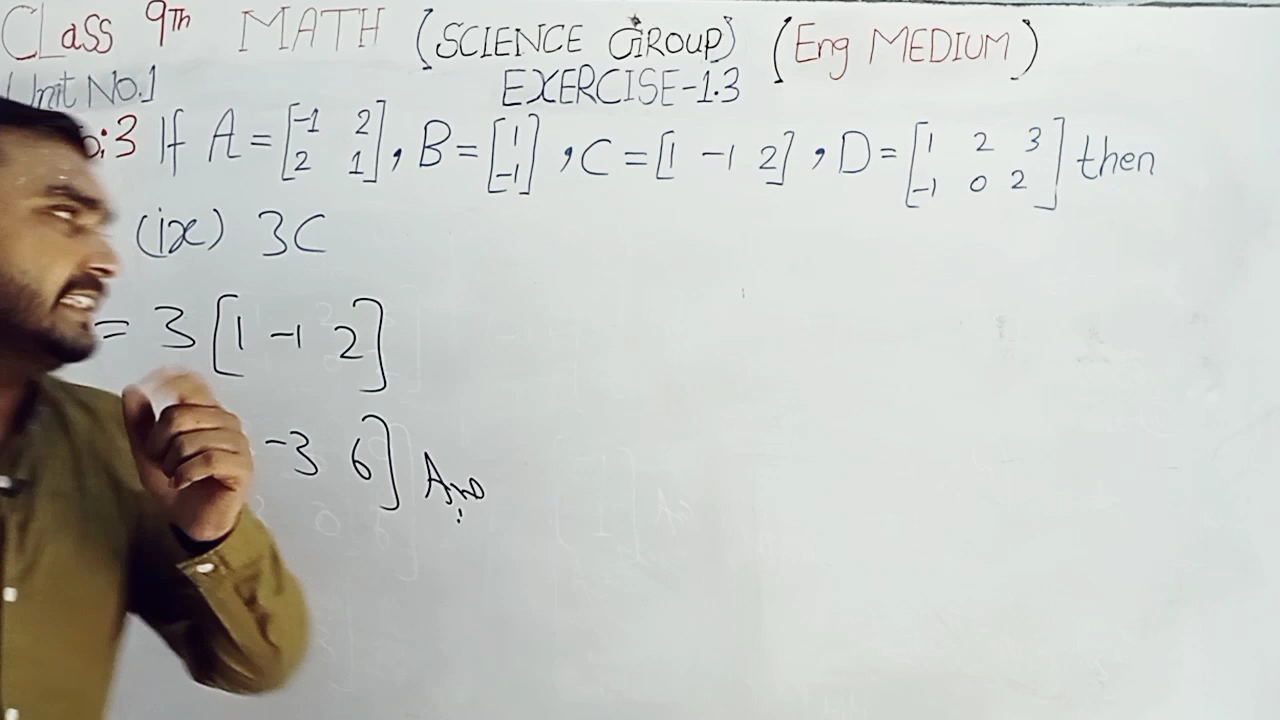 CLass 9Th MATH (SCIENCE GROUP) (Eng MEDIUM)
Unit No.1 EXERCISE-1.3
:3 If A = [-1 2; 2 1], B = [1; -1], C = [1 -1 2], D = [1 2 3; -1 0 2] then
(ix) 3C
= 3 [1 -1 2]
-3 6] Ans